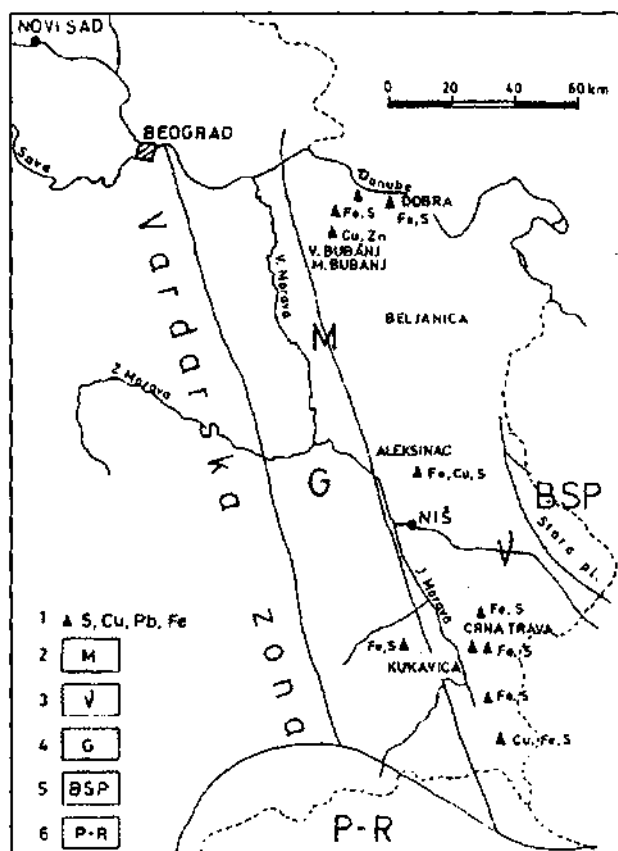 NOVI SAD
0 20 40 60 km
BEOGRAD
Save
Danube
DOBRA
Fe, S
Fe, S
Cu, Zn
V. BUBANJ
M. BUBANJ
V. Morava
BELJANICA
M
Vardarska zona
Z Morava
ALEKSINAC
Fe, Cu, S
G
BSP
NIŠ
Stara pl.
V
J. Morava
Fe, S
CRNA TRAVA
Fe, S
Fe, S
KUKAVICA
Fe, S
Cu, Fe, S
P-R
1 S, Cu, Pb, Fe
2 M
3 V
4 G
5 BSP
6 P-R